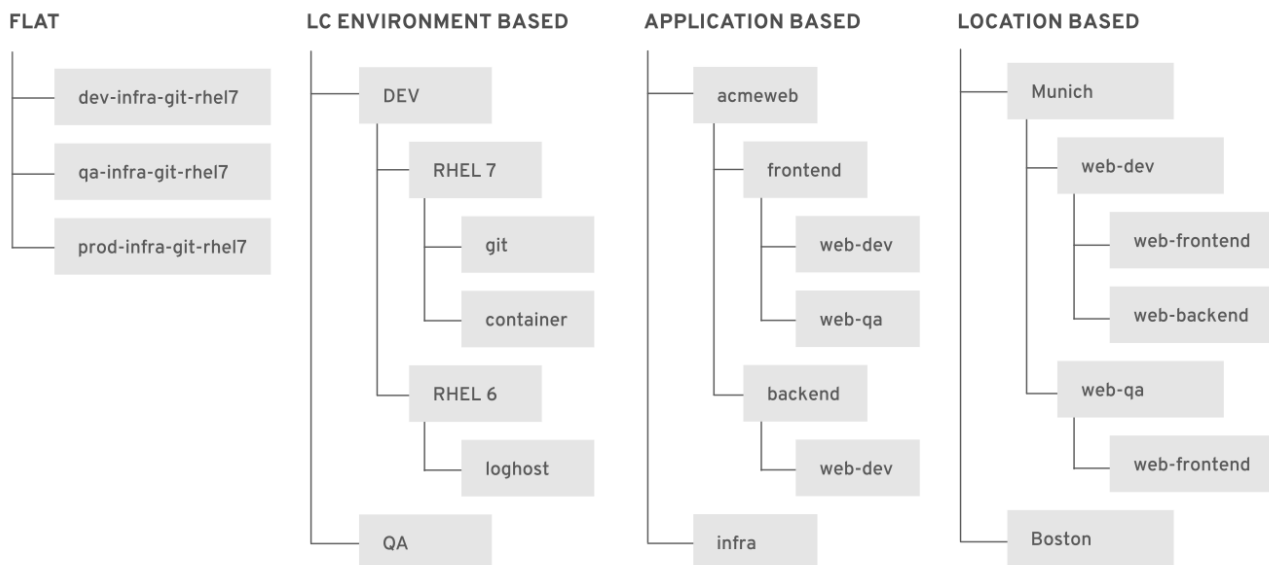 FLAT
dev-infra-git-rhel7
qa-infra-git-rhel7
prod-infra-git-rhel7
LC ENVIRONMENT BASED
DEV
RHEL 7
git
container
RHEL 6
loghost
QA
APPLICATION BASED
acmeweb
frontend
web-dev
web-qa
backend
web-dev
infra
LOCATION BASED
Munich
web-dev
web-frontend
web-backend
web-qa
web-frontend
Boston